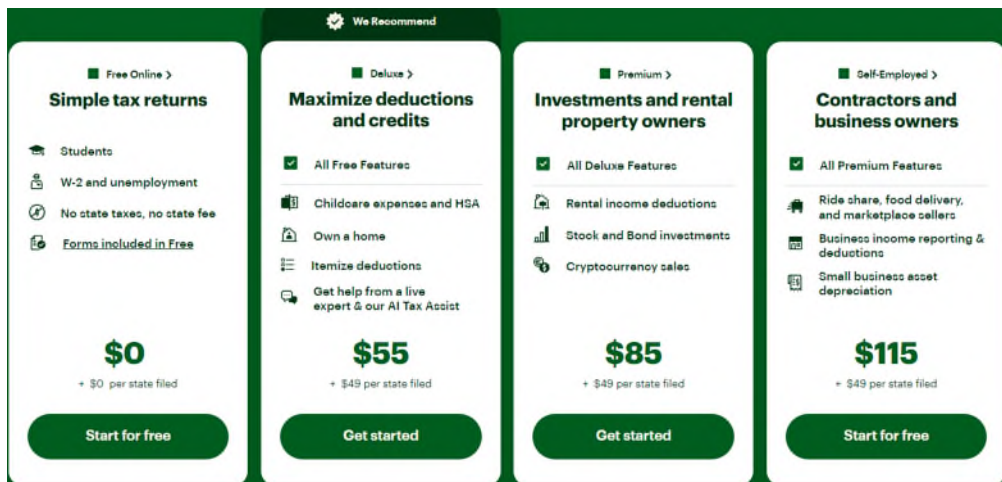 We Recommend
Free Online >
Simple tax returns
Students
W-2 and unemployment
No state taxes, no state fee
Forms included in Free
$0
+ $0 per state filed
Start for free
Deluxe >
Maximize deductions
and credits
All Free Features
Childcare expenses and HSA
Own a home
Itemize deductions
Get help from a live
expert & our AI Tax Assist
$55
+ $49 per state filed
Get started
Premium >
Investments and rental
property owners
All Deluxe Features
Rental income deductions
Stock and Bond investments
Cryptocurrency sales
$85
+ $49 per state filed
Get started
Self-Employed >
Contractors and
business owners
All Premium Features
Ride share, food delivery,
and marketplace sellers
Business income reporting &
deductions
Small business asset
depreciation
$115
+ $49 per state filed
Start for free